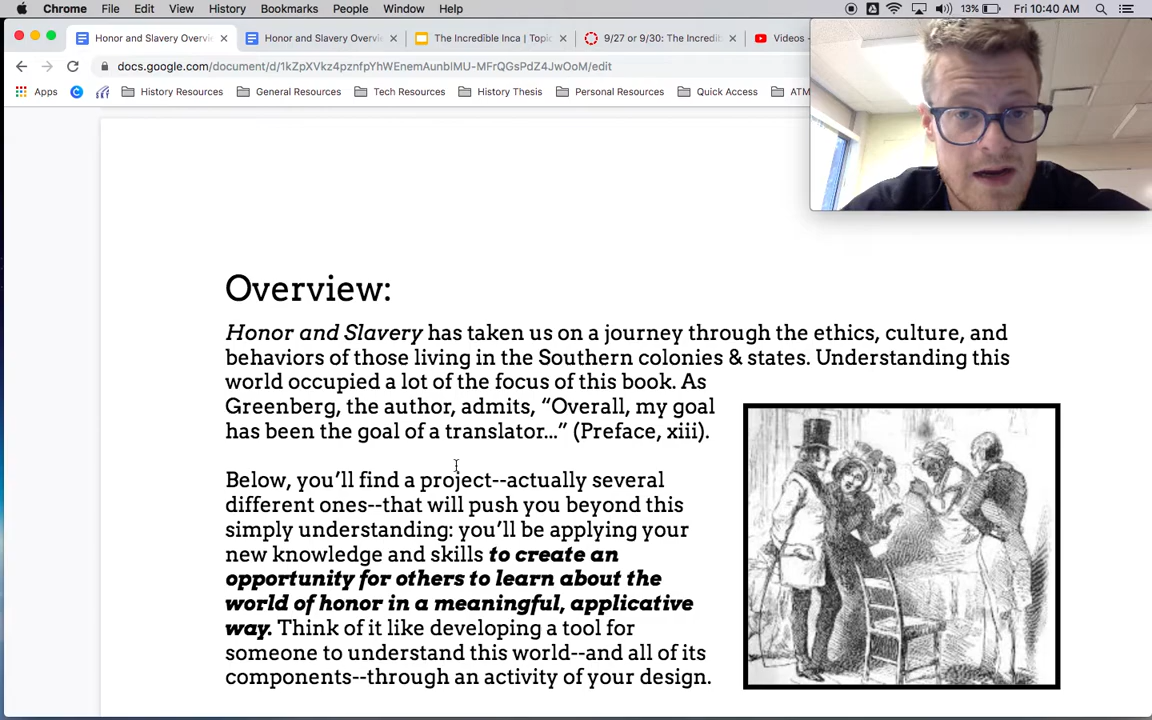 Chrome File Edit View History Bookmarks People Window Help 13% Fri 10:40 AM
Honor and Slavery Overvi Honor and Slavery Overvi The Incredible Inca | Topic 9/27 or 9/30: The Incredib Videos -
docs.google.com/document/d/1kZpXVkz4pznfpYhWEnemAunbIMU-MFrQGsPdZ4JwOoM/edit
Apps History Resources General Resources Tech Resources History Thesis Personal Resources Quick Access ATM
Overview:
Honor and Slavery has taken us on a journey through the ethics, culture, and
behaviors of those living in the Southern colonies & states. Understanding this
world occupied a lot of the focus of this book. As
Greenberg, the author, admits, “Overall, my goal
has been the goal of a translator...” (Preface, xiii).
Below, you’ll find a project--actually several
different ones--that will push you beyond this
simply understanding: you’ll be applying your
new knowledge and skills to create an
opportunity for others to learn about the
world of honor in a meaningful, applicative
way. Think of it like developing a tool for
someone to understand this world--and all of its
components--through an activity of your design.